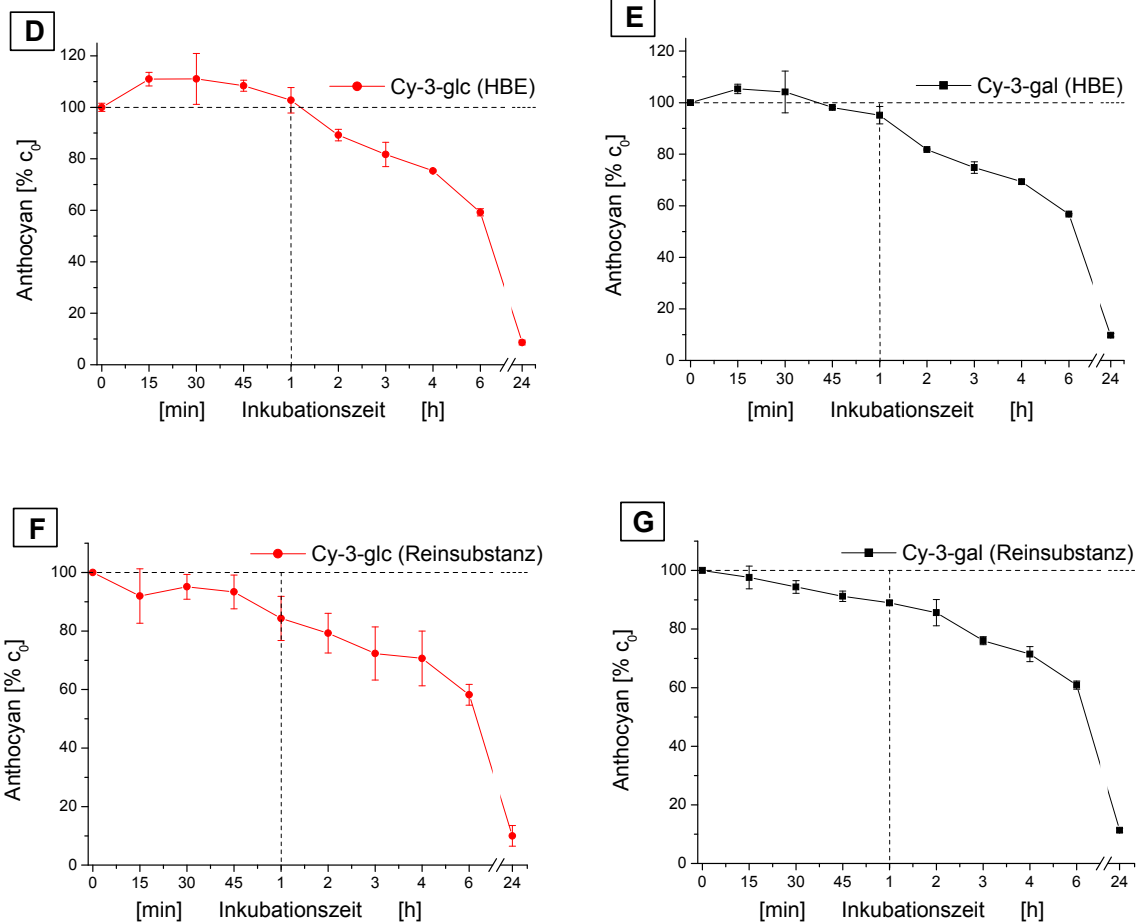 D
Cy-3-glc (HBE)
Anthocyan [% c₀]
120
100
80
60
40
20
0
0 15 30 45 1 2 3 4 6 24
[min] Inkubationszeit [h]
E
Cy-3-gal (HBE)
Anthocyan [% c₀]
120
100
80
60
40
20
0
0 15 30 45 1 2 3 4 6 24
[min] Inkubationszeit [h]
F
Cy-3-glc (Reinsubstanz)
Anthocyan [% c₀]
100
80
60
40
20
0
0 15 30 45 1 2 3 4 6 24
[min] Inkubationszeit [h]
G
Cy-3-gal (Reinsubstanz)
Anthocyan [% c₀]
100
80
60
40
20
0
0 15 30 45 1 2 3 4 6 24
[min] Inkubationszeit [h]